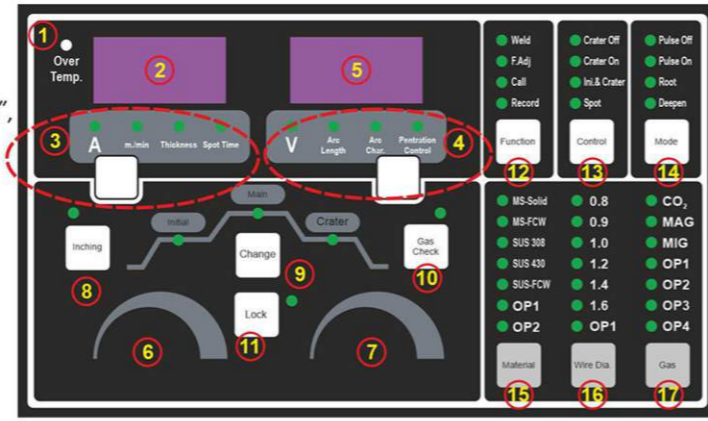 1
Over
Temp.
2
5
",
3
A
m./min
Thickness
Spot Time
V
Arc
Length
Arc
Char.
Pentration
Control
4
Weld
F.Adj
Call
Record
Function
12
Crater Off
Crater On
Ini.& Crater
Spot
Control
13
Pulse Off
Pulse On
Root
Deepen
Mode
14
Inching
8
Initial
Main
Crater
Change
9
Gas
Check
10
Lock
11
6
7
MS-Solid
MS-FCW
SUS 308
SUS 430
SUS-FCW
OP1
OP2
Material
15
0.8
0.9
1.0
1.2
1.4
1.6
OP1
Wire Dia.
16
CO₂
MAG
MIG
OP1
OP2
OP3
OP4
Gas
17